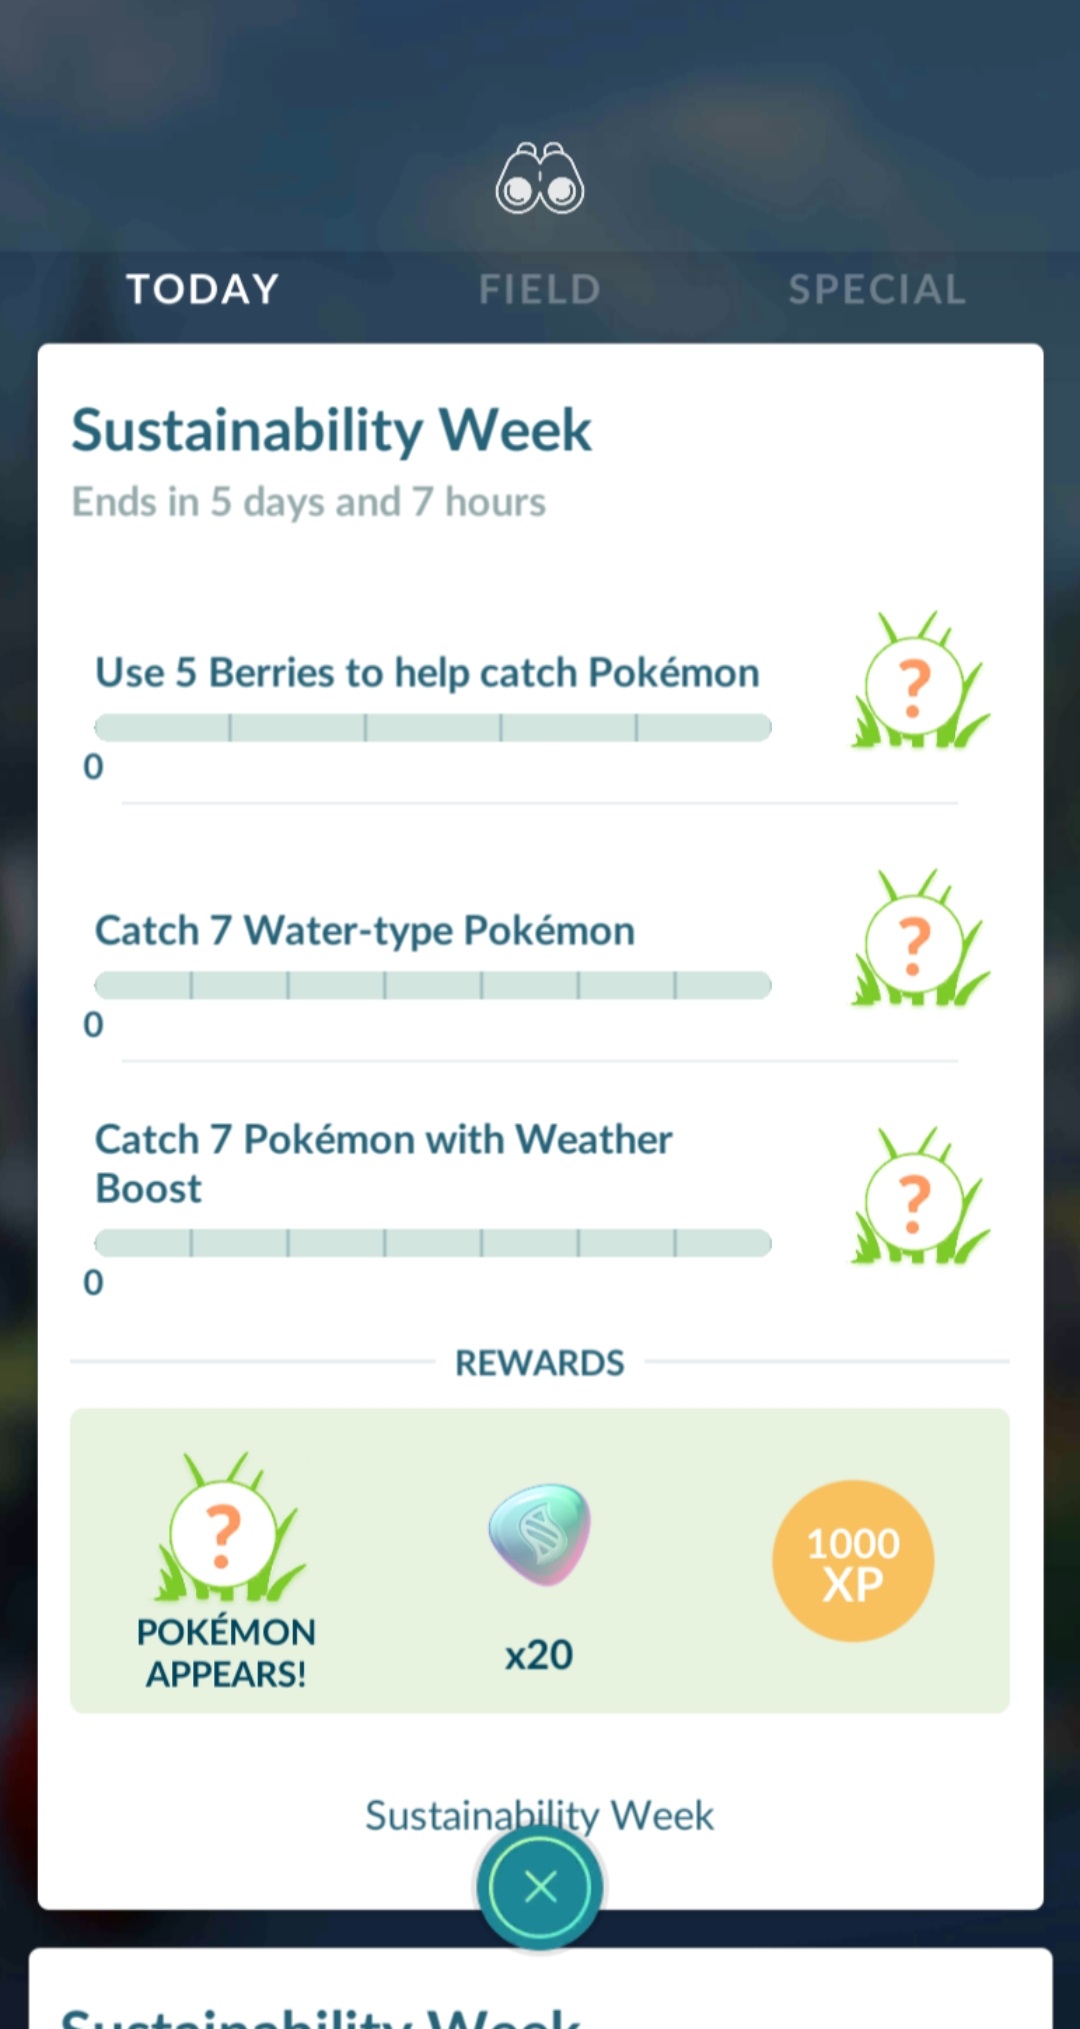 TODAY FIELD SPECIAL
Sustainability Week
Ends in 5 days and 7 hours
Use 5 Berries to help catch Pokémon
?
0
Catch 7 Water-type Pokémon
?
0
Catch 7 Pokémon with Weather
Boost
?
0
REWARDS
?
POKÉMON
APPEARS!
x20
1000
XP
Sustainability Week
Sustainability Week